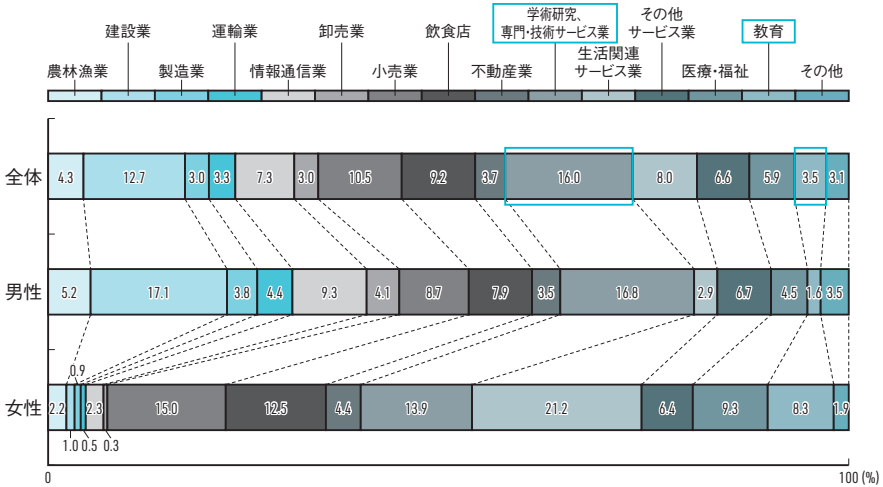 建設業
運輸業
卸売業
飲食店
学術研究、
専門・技術サービス業
その他
サービス業
教育
農林漁業
製造業
情報通信業
小売業
不動産業
生活関連
サービス業
医療・福祉
その他
全体
4.3
12.7
3.0
3.3
7.3
3.0
10.5
9.2
3.7
16.0
8.0
6.6
5.9
3.5
3.1
男性
5.2
17.1
3.8
4.4
9.3
4.1
8.7
7.9
3.5
16.8
2.9
6.7
4.5
1.6
3.5
0.9
女性
2.2
2.3
15.0
12.5
4.4
13.9
21.2
6.4
9.3
8.3
1.9
1.0
0.5
0.3
0
100 (%)